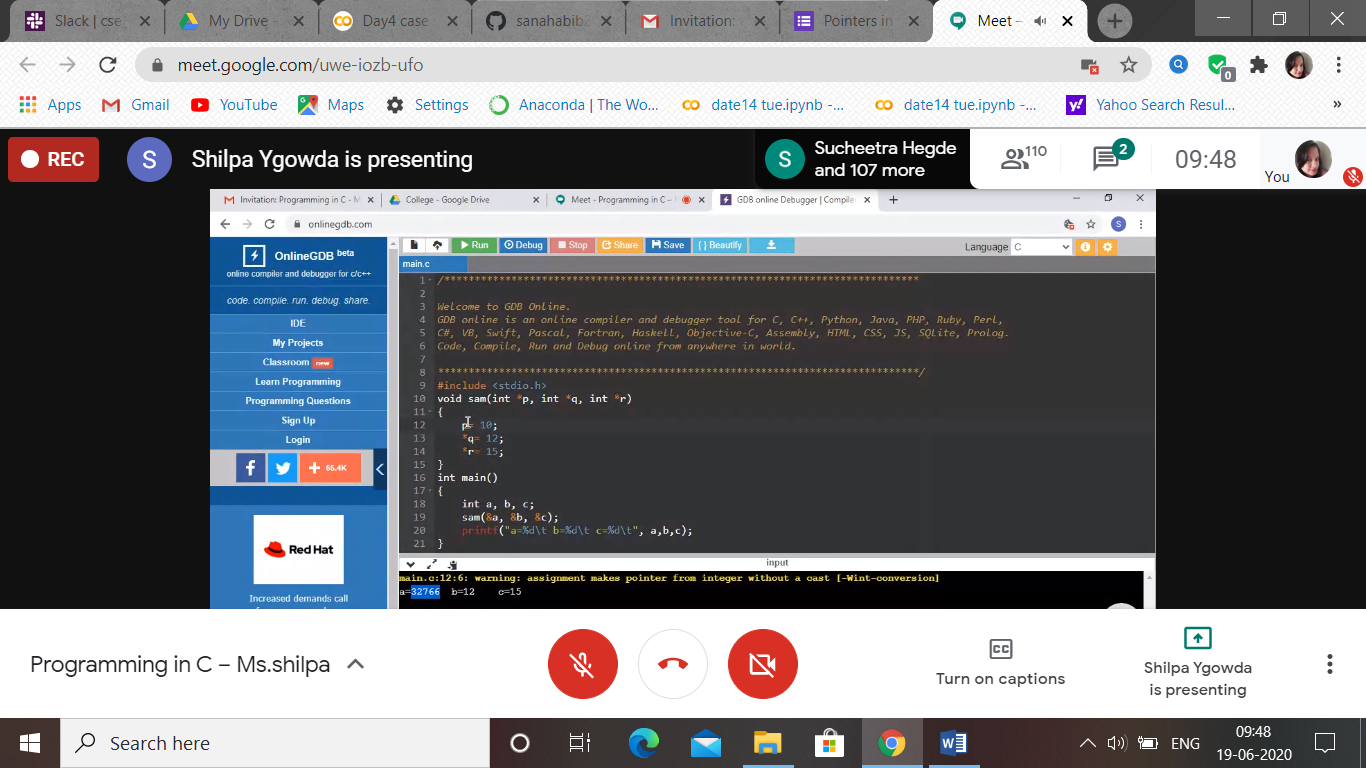 Slack | cse_
My Drive -
Day4 case
sanahabib
Invitation:
Pointers in
Meet –
meet.google.com/uwe-iozb-ufo
0
Apps
Gmail
YouTube
Maps
Settings
Anaconda | The Wo...
date14 tue.ipynb -...
date14 tue.ipynb -...
Yahoo Search Resul...
»
REC
S
Shilpa Ygowda is presenting
S
Sucheetra Hegde
and 107 more
110
2
09:48
You
Invitation: Programming in C - M
College - Google Drive
Meet - Programming in C –
GDB online Debugger | Compile
onlinegdb.com
S
OnlineGDB beta
online compiler and debugger for c/c++
code. compile. run. debug. share.
IDE
My Projects
Classroom new
Learn Programming
Programming Questions
Sign Up
Login
f
+ 65.4K
Red Hat
Increased demands call
Run
Debug
Stop
Share
Save
{ } Beautify
Language C
main.c
1 /******************************************************************************
2
3 Welcome to GDB Online.
4 GDB online is an online compiler and debugger tool for C, C++, Python, Java, PHP, Ruby, Perl,
5 C#, VB, Swift, Pascal, Fortran, Haskell, Objective-C, Assembly, HTML, CSS, JS, SQLite, Prolog.
6 Code, Compile, Run and Debug online from anywhere in world.
7
8 *******************************************************************************/
9 #include <stdio.h>
10 void sam(int *p, int *q, int *r)
11 {
12 p= 10;
13 *q= 12;
14 *r= 15;
15 }
16 int main()
17 {
18 int a, b, c;
19 sam(&a, &b, &c);
20 printf("a=%d\t b=%d\t c=%d\t", a,b,c);
21 }
input
main.c:12:6: warning: assignment makes pointer from integer without a cast [-Wint-conversion]
a=32766 b=12 c=15
Programming in C – Ms.shilpa
CC
Turn on captions
Shilpa Ygowda
is presenting
Search here
W
ENG
09:48
19-06-2020